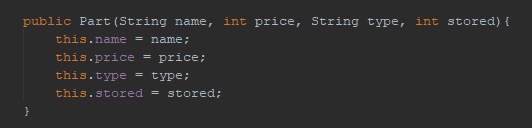 public Part(String name, int price, String type, int stored){
    this.name = name;
    this.price = price;
    this.type = type;
    this.stored = stored;
}